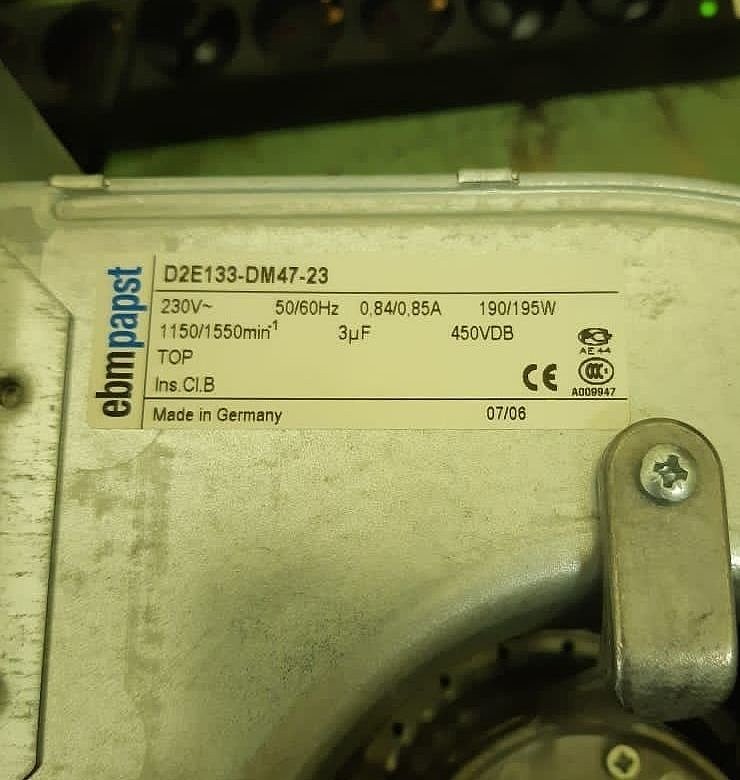 ebmpapst
D2E133-DM47-23
230V~ 50/60Hz 0,84/0,85A 190/195W
1150/1550min⁻¹ 3µF 450VDB
TOP
Ins.Cl.B
CE
AE 44
CCC
A009947
Made in Germany 07/06